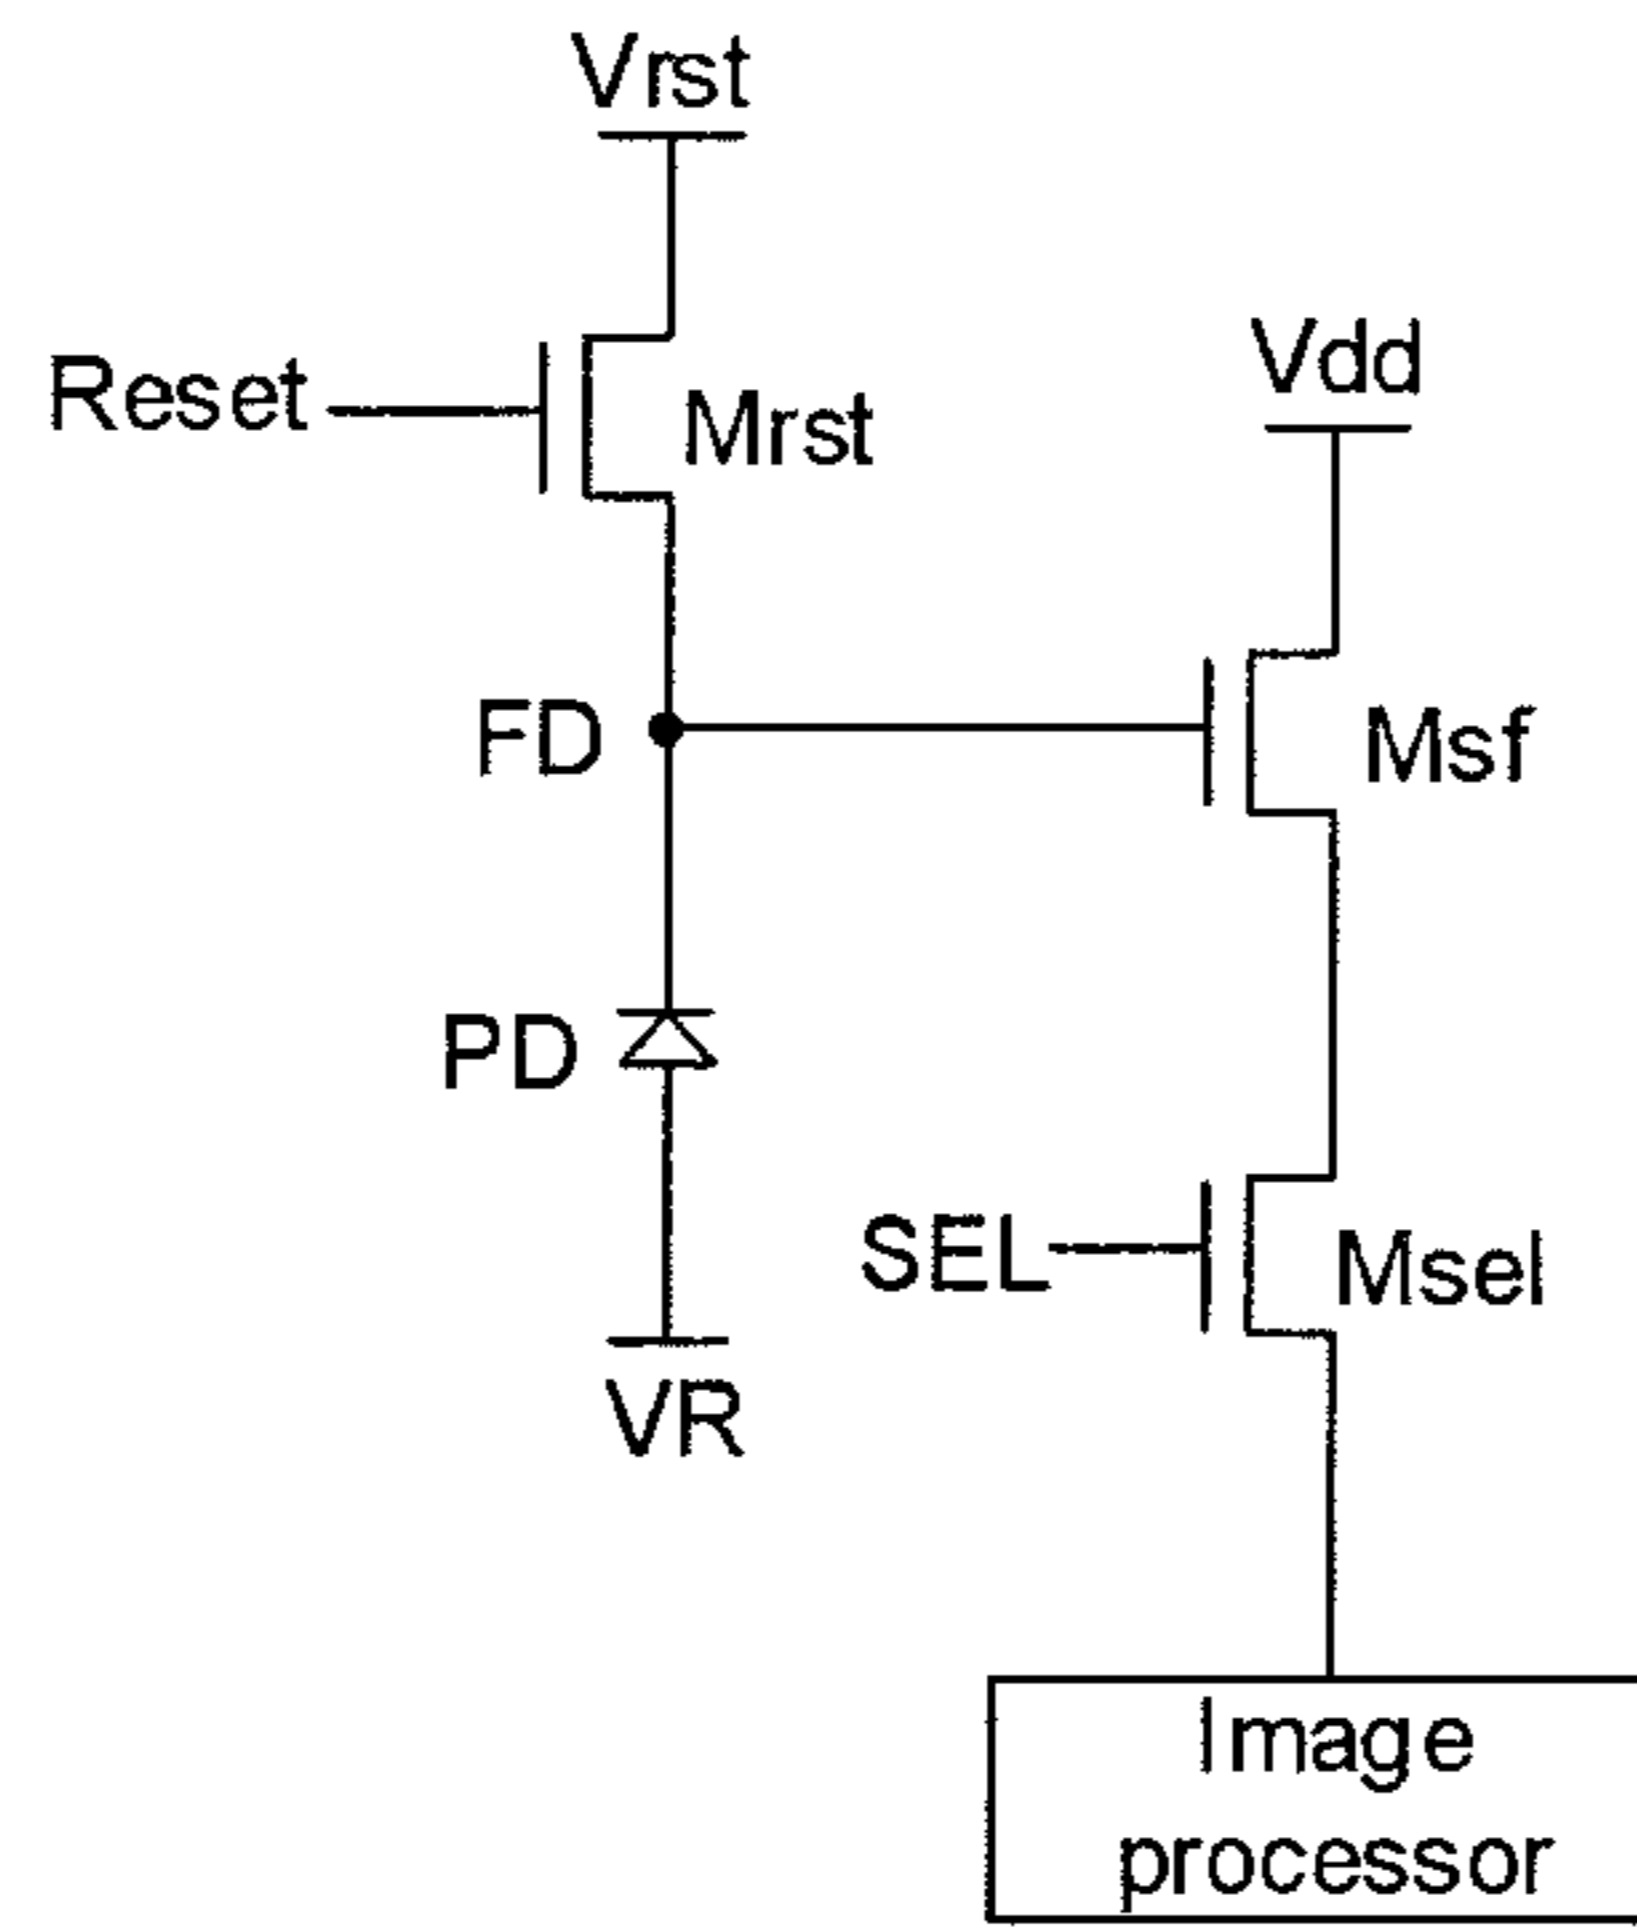 Vrst
Reset
Mrst
Vdd
FD
Msf
PD
SEL
Msel
VR
Image
processor